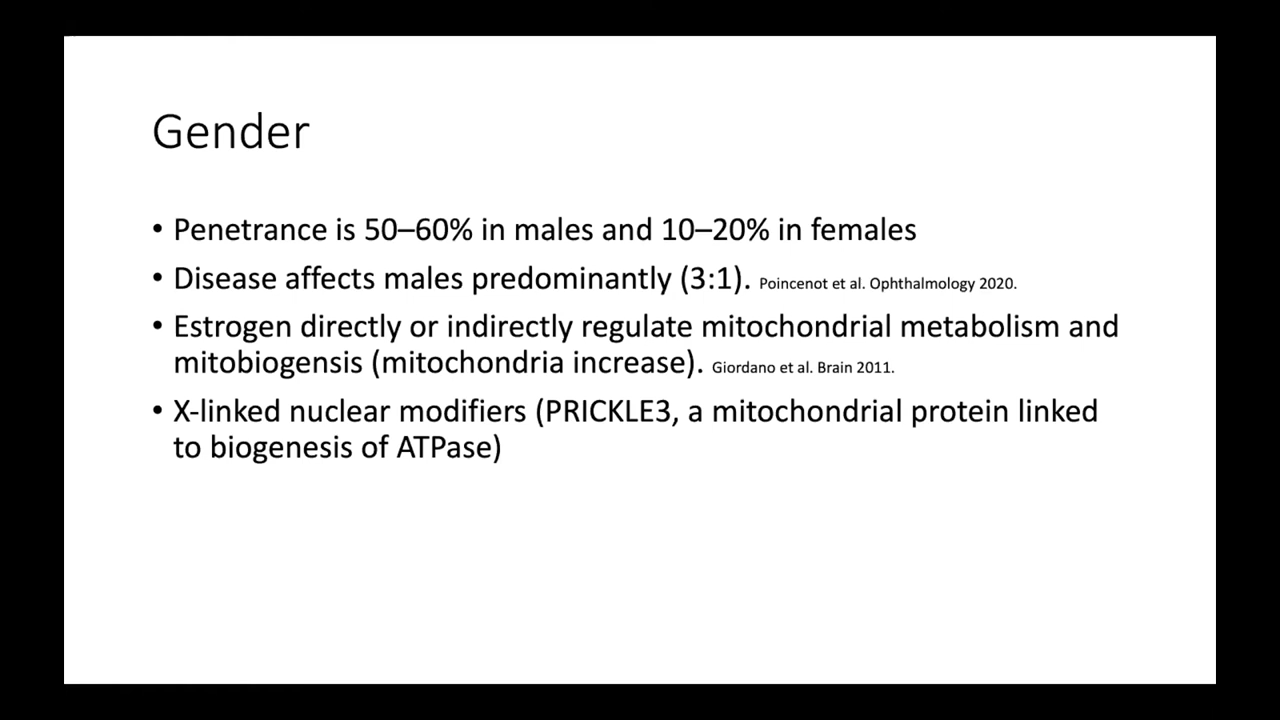 Gender
• Penetrance is 50–60% in males and 10–20% in females
• Disease affects males predominantly (3:1). Poincenot et al. Ophthalmology 2020.
• Estrogen directly or indirectly regulate mitochondrial metabolism and
mitobiogensis (mitochondria increase). Giordano et al. Brain 2011.
• X-linked nuclear modifiers (PRICKLE3, a mitochondrial protein linked
to biogenesis of ATPase)